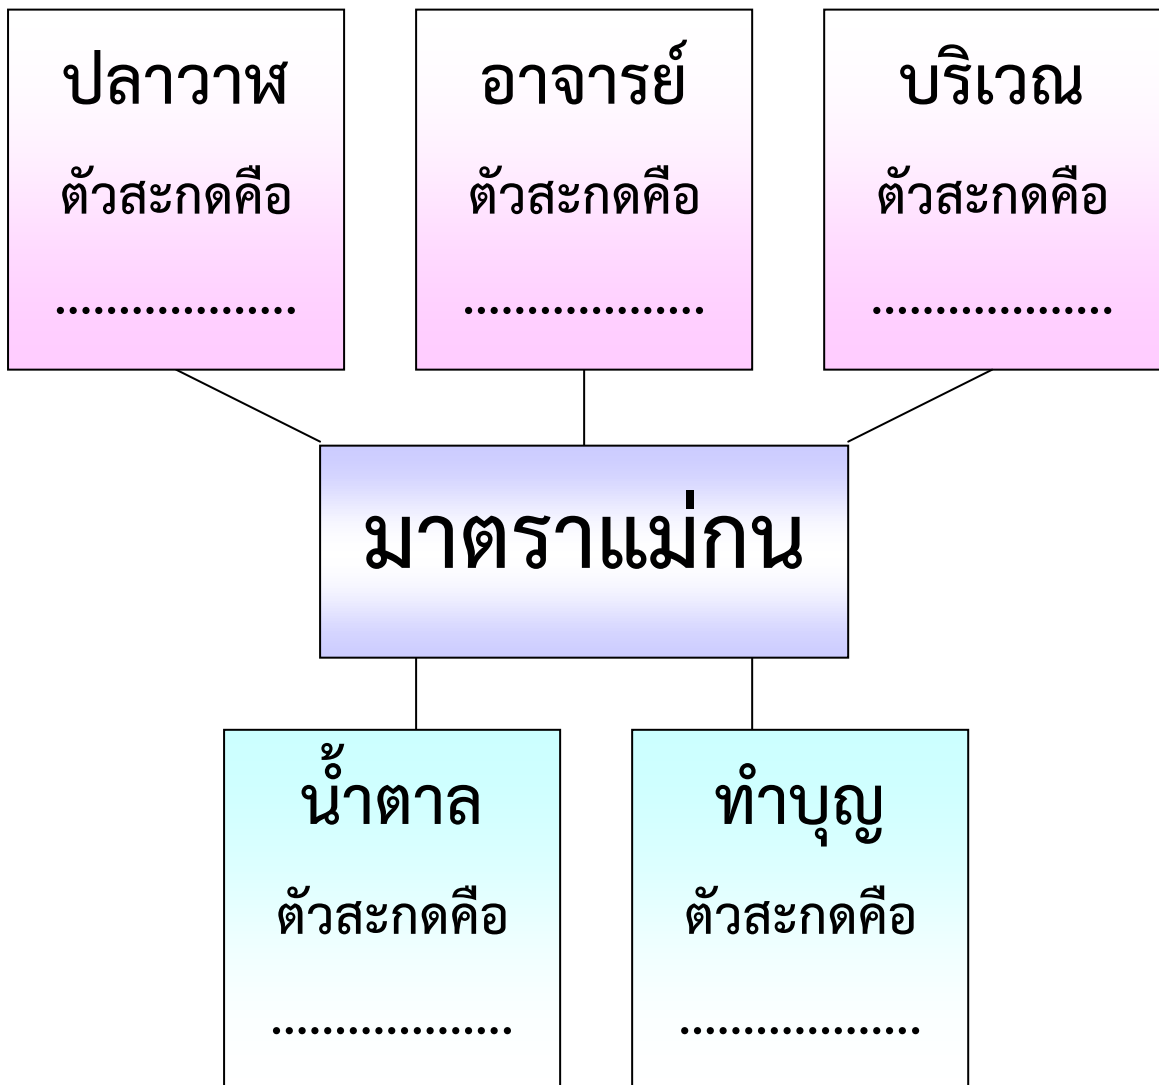 ปลาวาฬ
ตัวสะกดคือ
...................
อาจารย์
ตัวสะกดคือ
...................
บริเวณ
ตัวสะกดคือ
...................
มาตราแม่กน
น้ำตาล
ตัวสะกดคือ
...................
ทำบุญ
ตัวสะกดคือ
...................